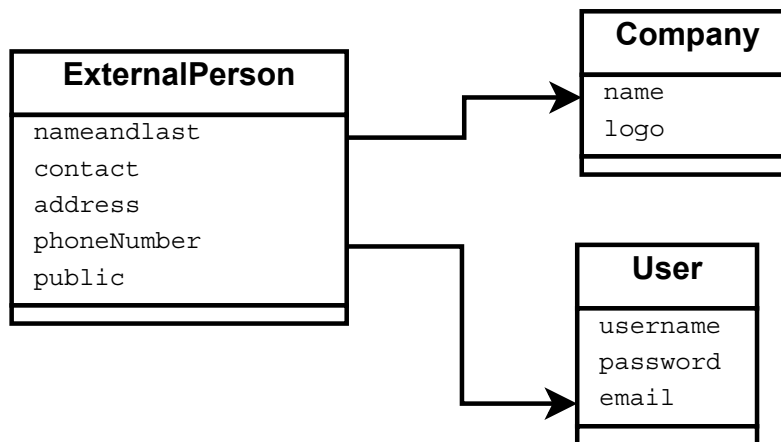 ExternalPerson
nameandlast
contact
address
phoneNumber
public
Company
name
logo
User
username
password
email